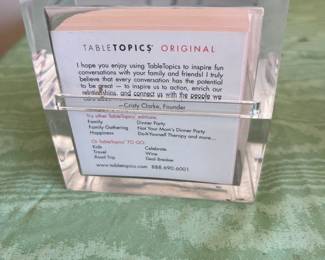 TABLETOPICS® ORIGINAL
I hope you enjoy using TableTopics to inspire fun
conversations with your family and friends! I truly
believe that every conversation has the potential
to be great – to inspire us to action, enrich our
relationships, and connect us with the people we
—Cristy Clarke, Founder
Try other TableTopics® editions:
Family Dinner Party
Family Gathering Not Your Mom's Dinner Party
Happiness Do-It-Yourself Therapy and more...
Or TableTopics® TO GO:
Kids Celebrate
Travel Wine
Road Trip Deal Breaker
www.tabletopics.com 888.690.6001